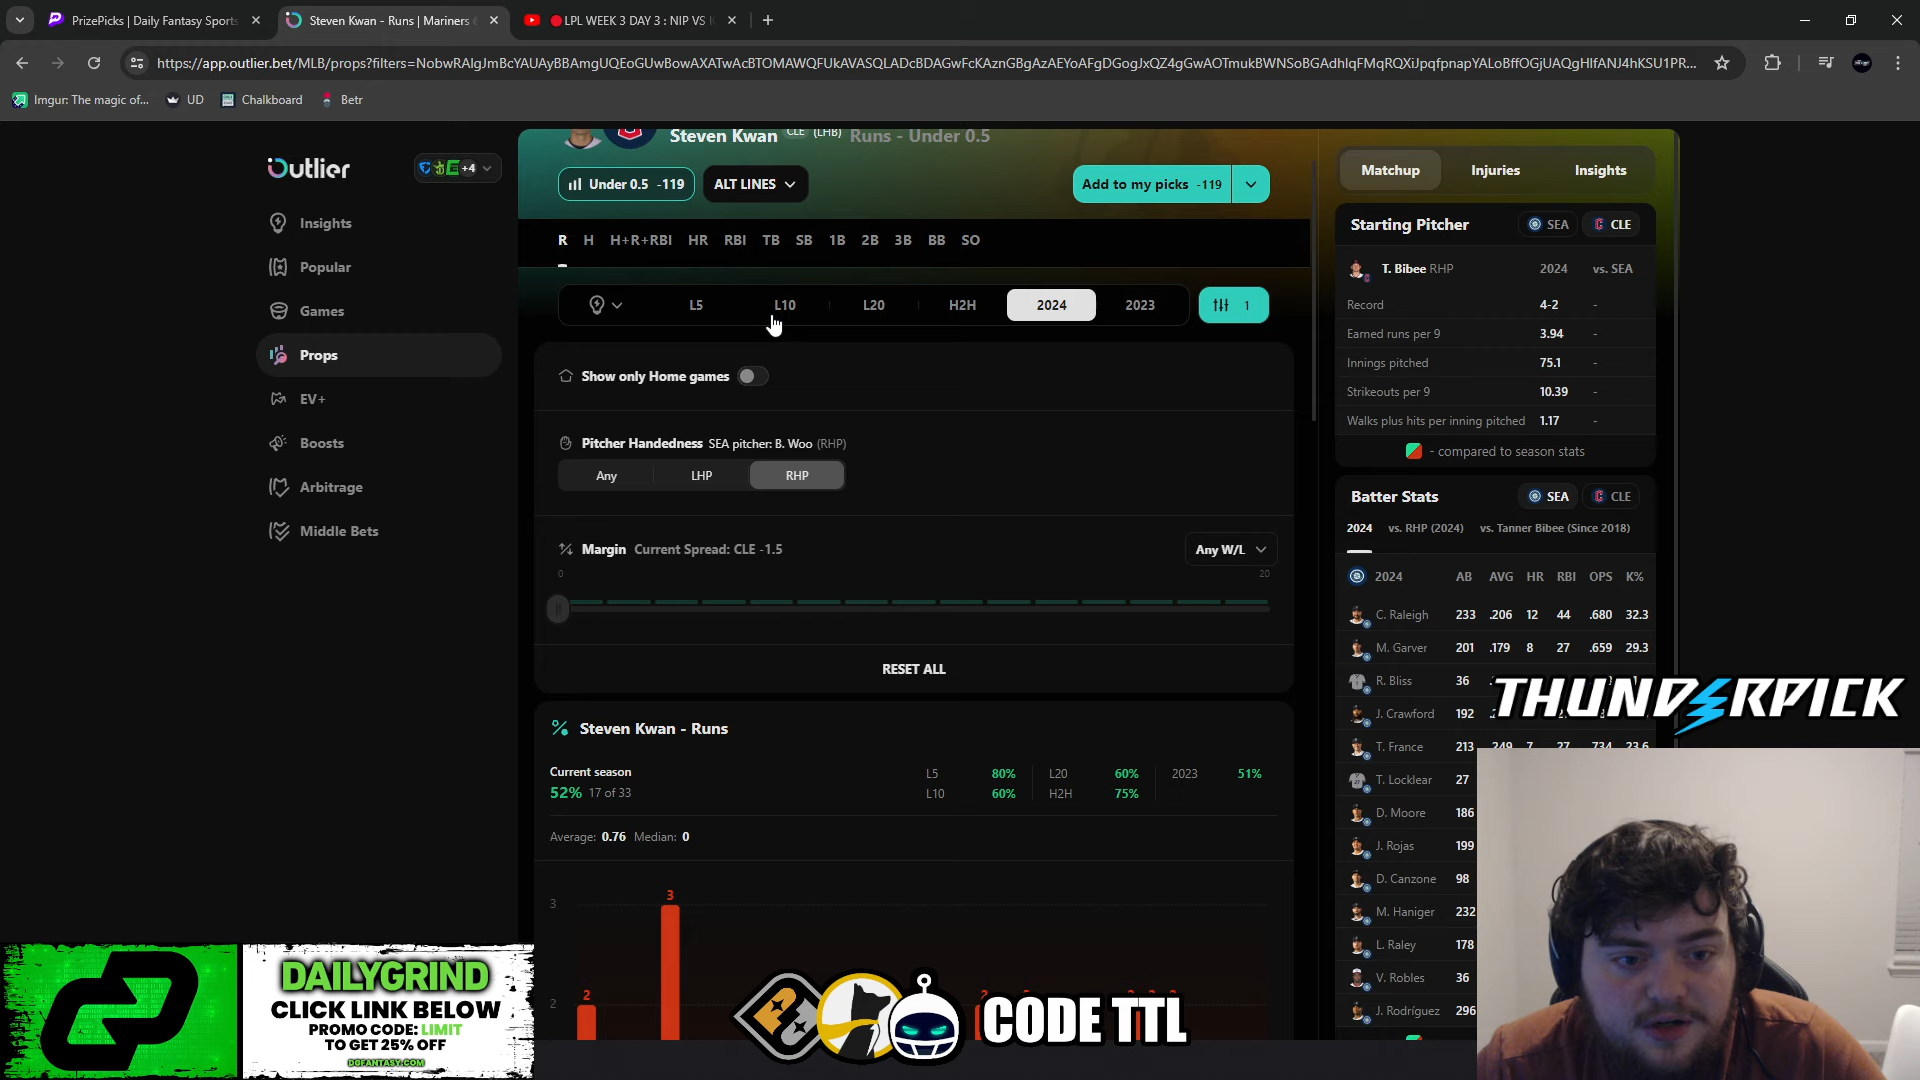 PrizePicks | Daily Fantasy Sports
Steven Kwan - Runs | Mariners
LPL WEEK 3 DAY 3 : NIP VS
Imgur: The magic of...
UD
Chalkboard
Betr
Outlier
+4
Insights
Popular
Games
Props
EV+
Boosts
Arbitrage
Middle Bets
Steven Kwan CLE (LHB) Runs - Under 0.5
Under 0.5 -119
ALT LINES
Add to my picks -119
R H H+R+RBI HR RBI TB SB 1B 2B 3B BB SO
L5 L10 L20 H2H 2024 2023
1
Show only Home games
Pitcher Handedness SEA pitcher: B. Woo (RHP)
Any LHP RHP
Margin Current Spread: CLE -1.5
Any W/L
0 20
RESET ALL
Steven Kwan - Runs
Current season
52% 17 of 33
L5 80% L20 60% 2023 51%
L10 60% H2H 75%
Average: 0.76 Median: 0
3
3
2
2
Matchup Injuries Insights
Starting Pitcher SEA CLE
T. Bibee RHP 2024 vs. SEA
Record 4-2 -
Earned runs per 9 3.94 -
Innings pitched 75.1 -
Strikeouts per 9 10.39 -
Walks plus hits per inning pitched 1.17 -
- compared to season stats
Batter Stats SEA CLE
2024 vs. RHP (2024) vs. Tanner Bibee (Since 2018)
2024 AB AVG HR RBI OPS K%
C. Raleigh 233 .206 12 44 .680 32.3
M. Garver 201 .179 8 27 .659 29.3
R. Bliss 36
J. Crawford 192
T. France 213 .249 7 27 .734 23.6
T. Locklear 27
D. Moore 186
J. Rojas 199
D. Canzone 98
M. Haniger 232
L. Raley 178
V. Robles 36
J. Rodríguez 296
THUNDERPICK
DAILYGRIND
CLICK LINK BELOW
PROMO CODE: LIMIT
TO GET 25% OFF
DGFANTASY.COM
CODE TTL